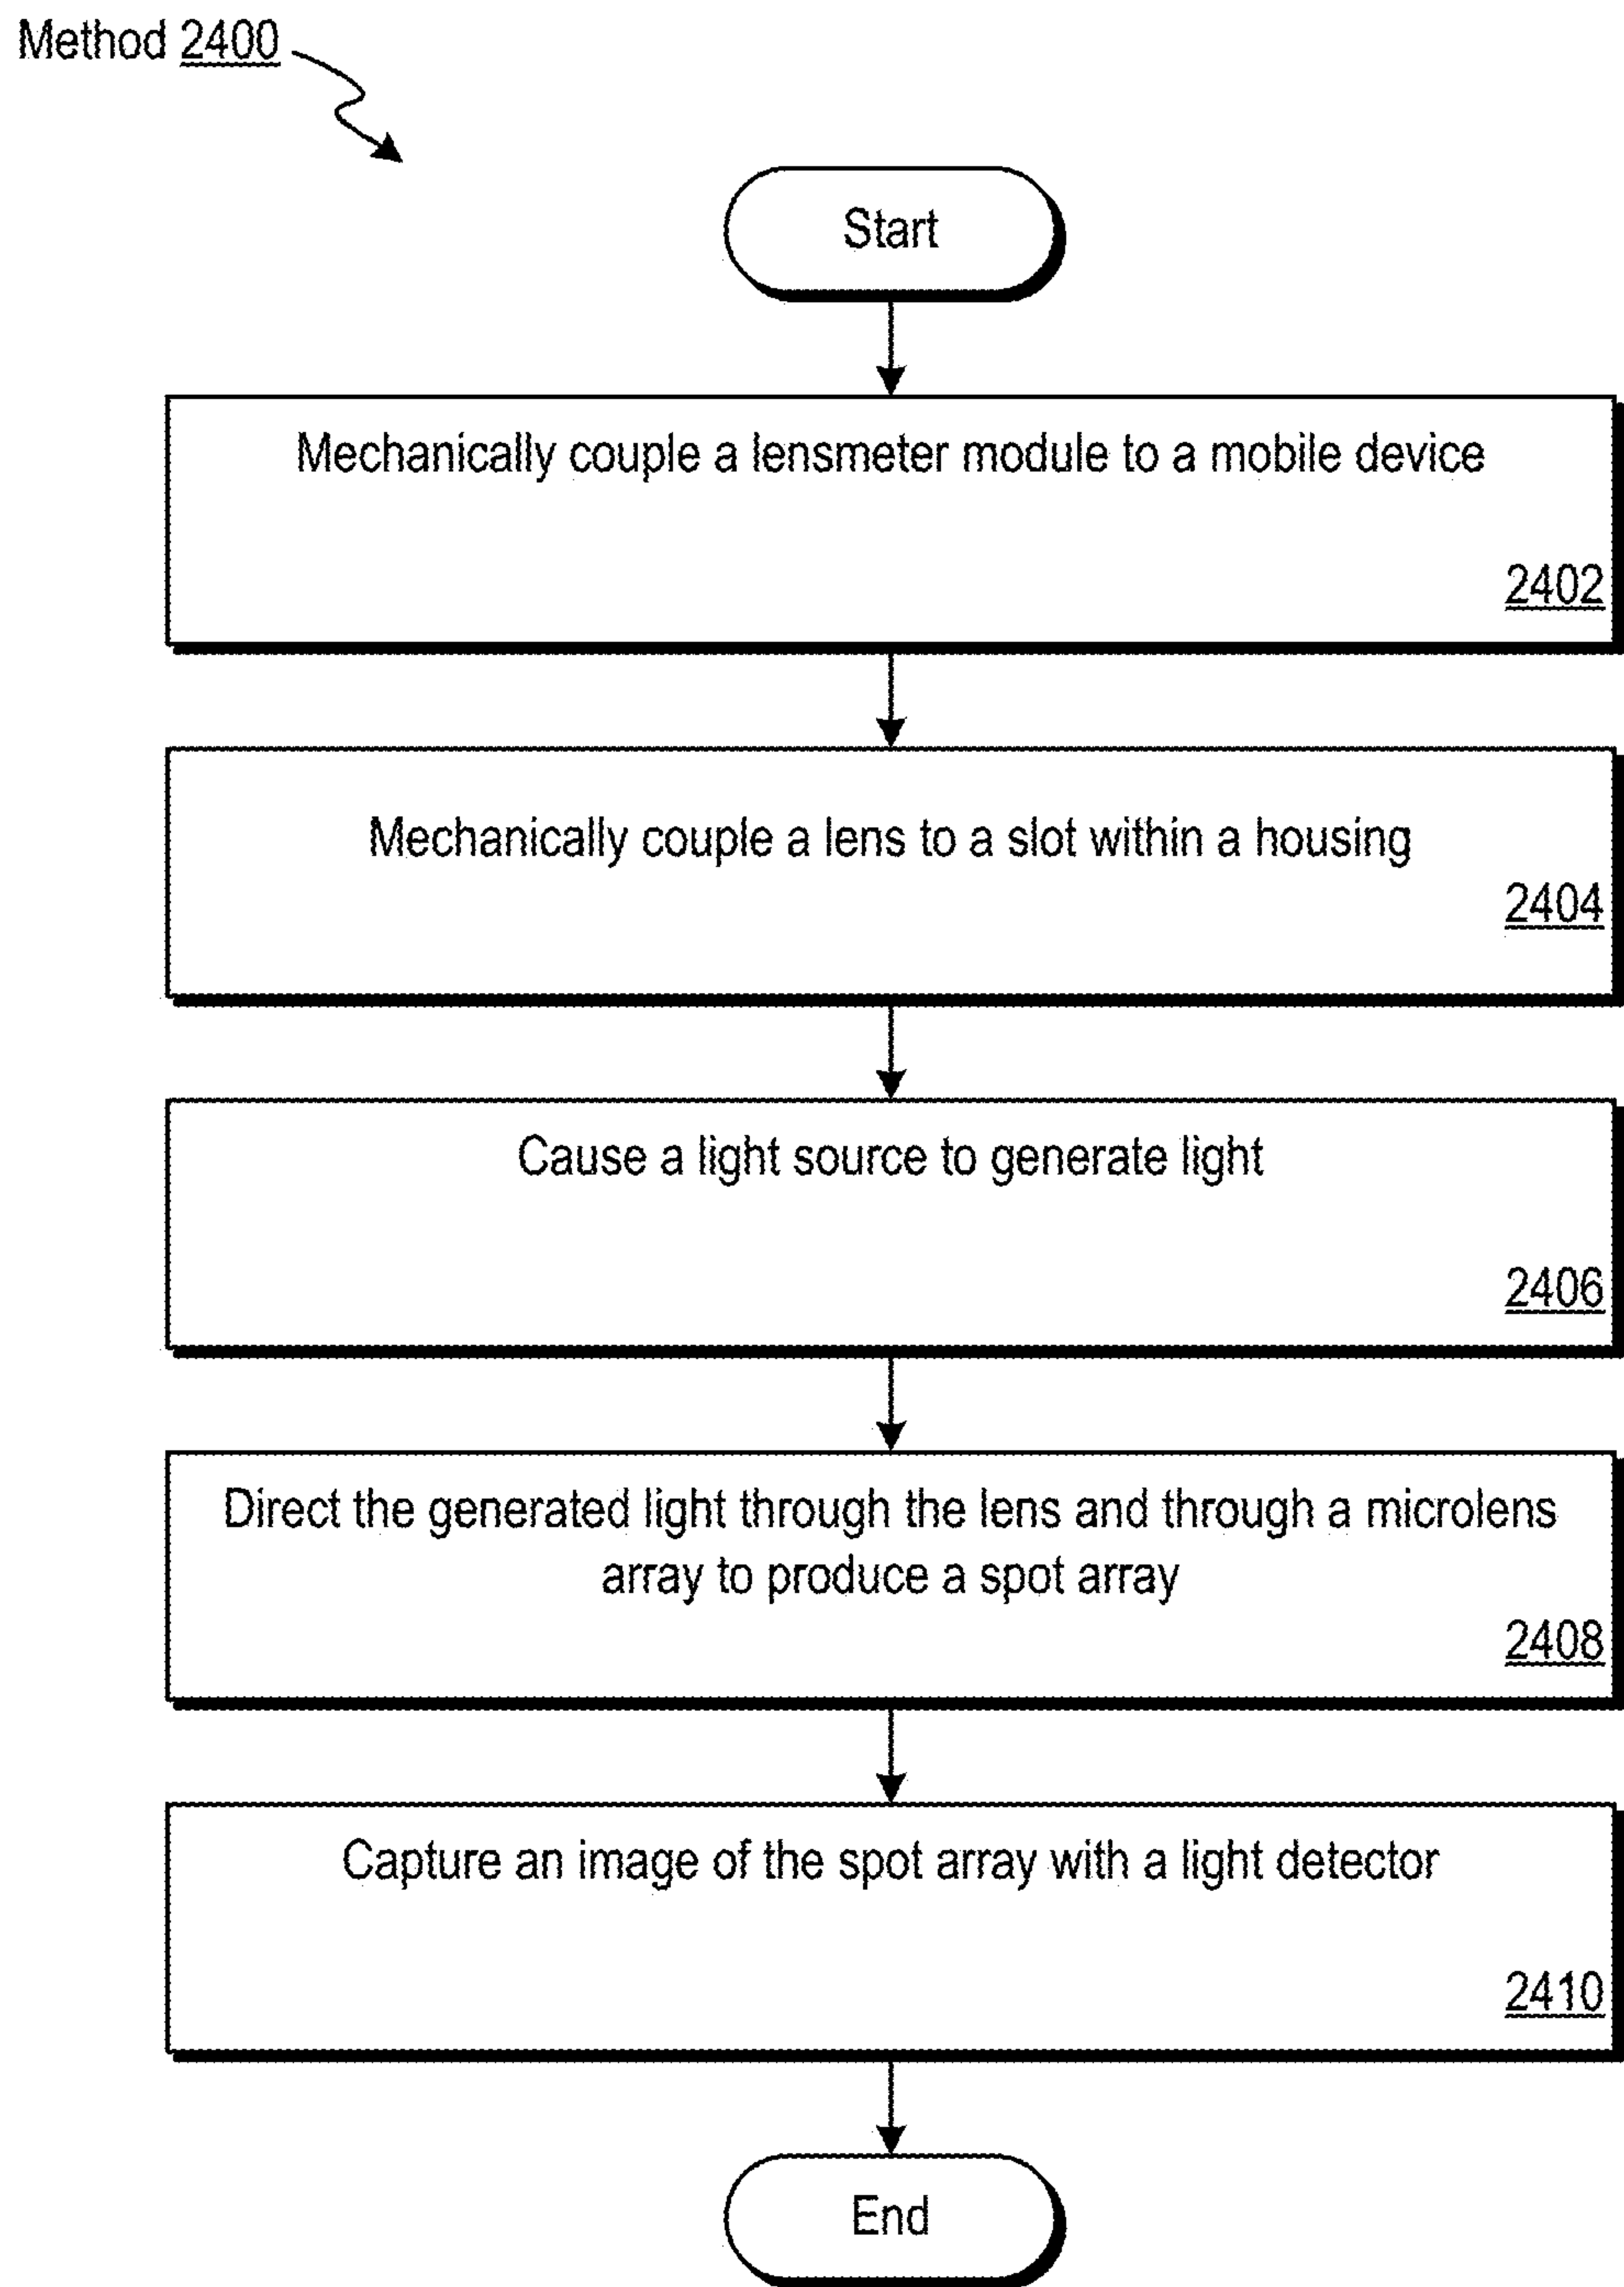 Method 2400
Start
Mechanically couple a lensmeter module to a mobile device
2402
Mechanically couple a lens to a slot within a housing
2404
Cause a light source to generate light
2406
Direct the generated light through the lens and through a microlens
array to produce a spot array
2408
Capture an image of the spot array with a light detector
2410
End